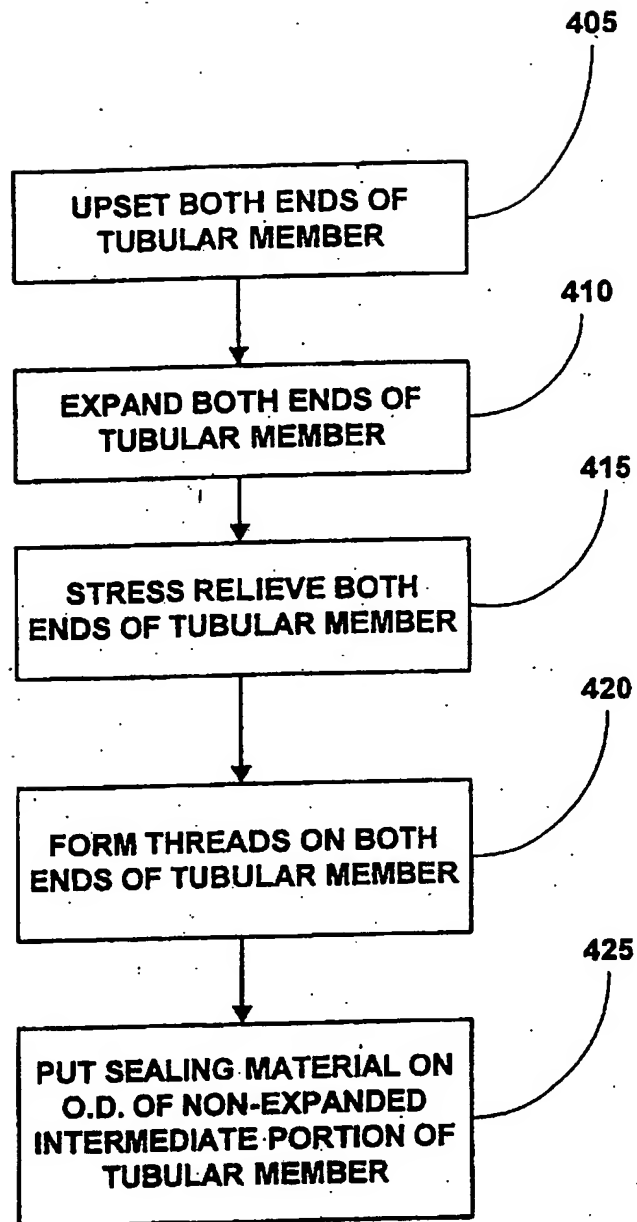 405
UPSET BOTH ENDS OF
TUBULAR MEMBER
410
EXPAND BOTH ENDS OF
TUBULAR MEMBER
415
STRESS RELIEVE BOTH
ENDS OF TUBULAR MEMBER
420
FORM THREADS ON BOTH
ENDS OF TUBULAR MEMBER
425
PUT SEALING MATERIAL ON
O.D. OF NON-EXPANDED
INTERMEDIATE PORTION OF
TUBULAR MEMBER